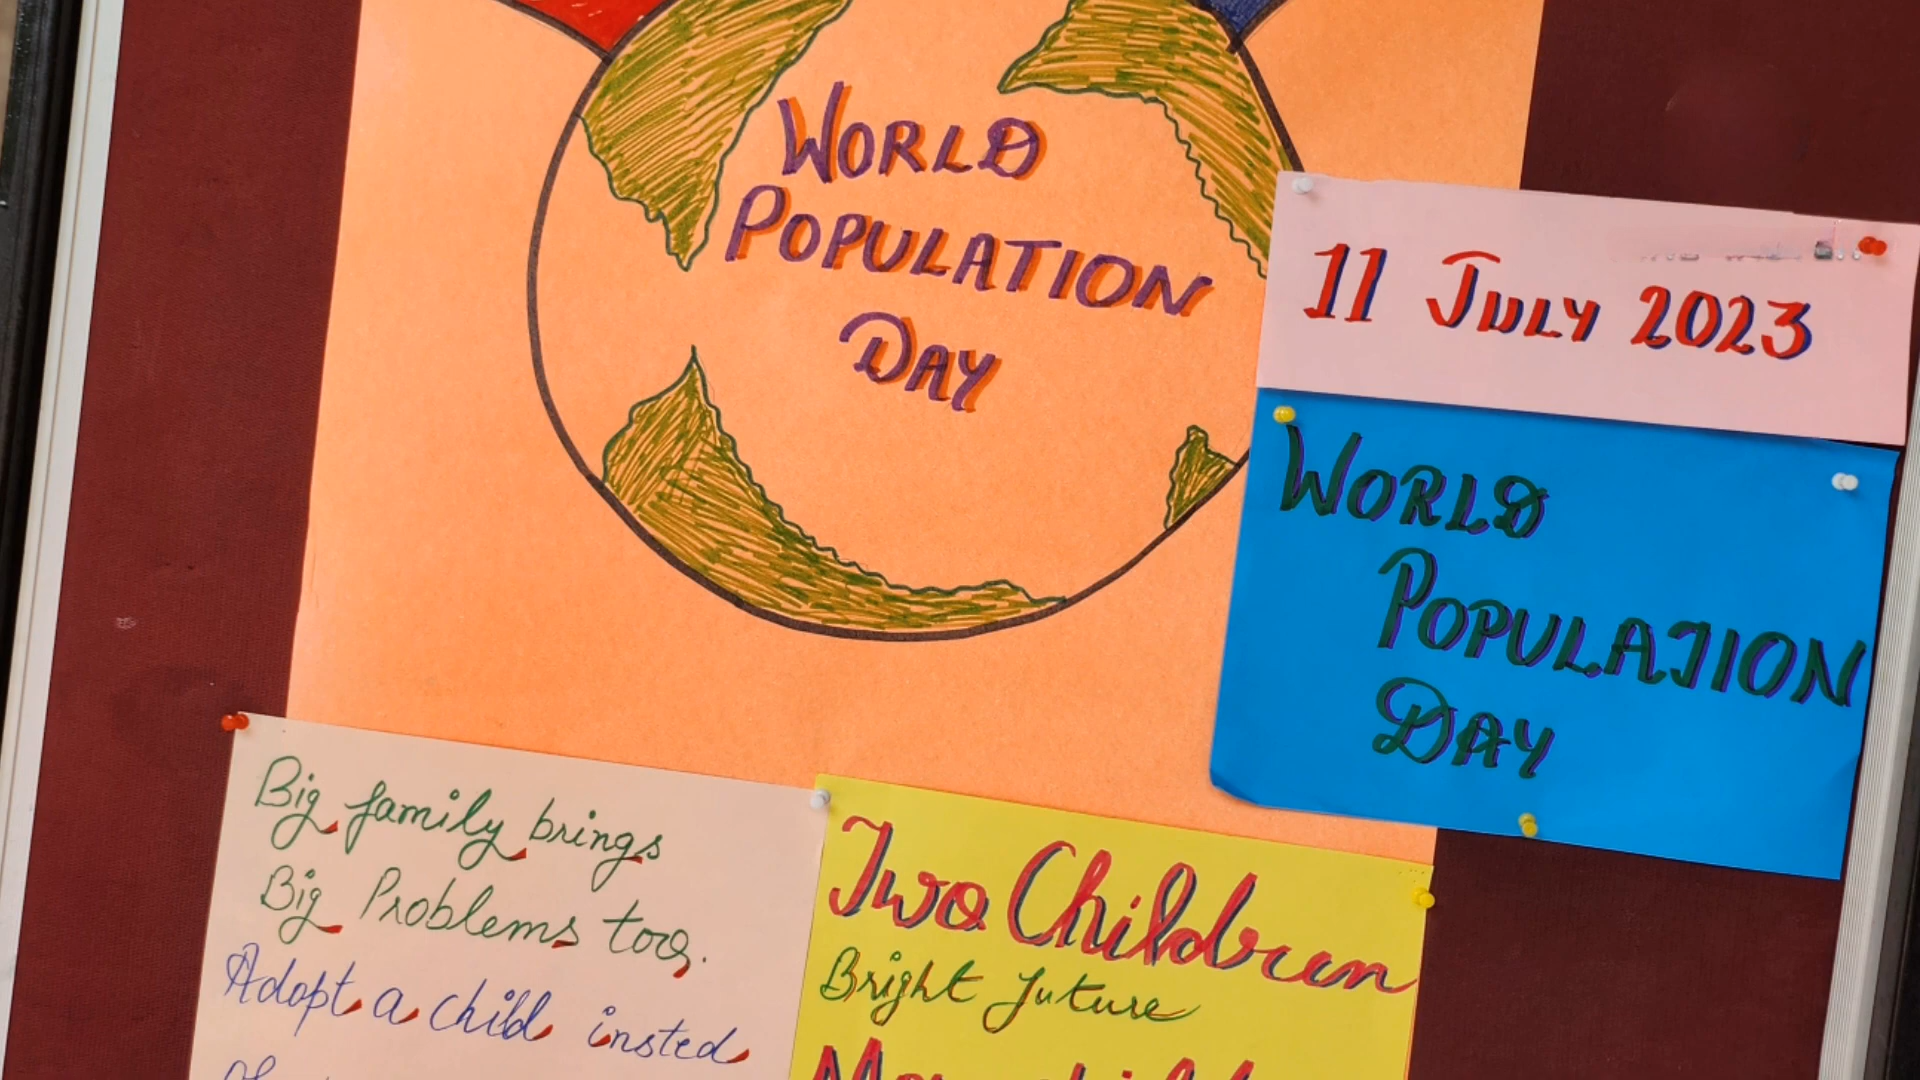 WORLD
POPULATION
DAY
11 JULY 2023
WORLD
POPULATION
DAY
Big family brings
Big Problems too.
Adopt a child insted
Two Children
Bright future